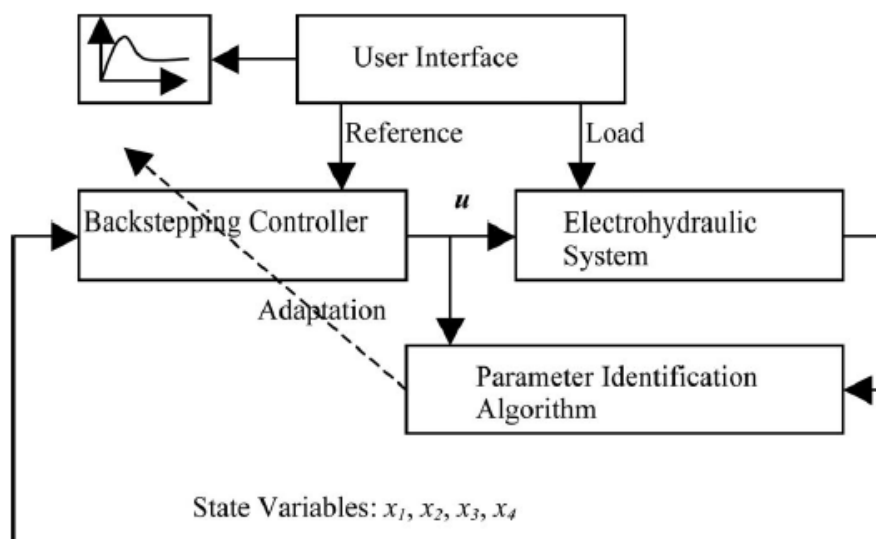 User Interface
Reference
Load
Backstepping Controller
u
Electrohydraulic
System
Adaptation
Parameter Identification
Algorithm
State Variables: x₁, x₂, x₃, x₄